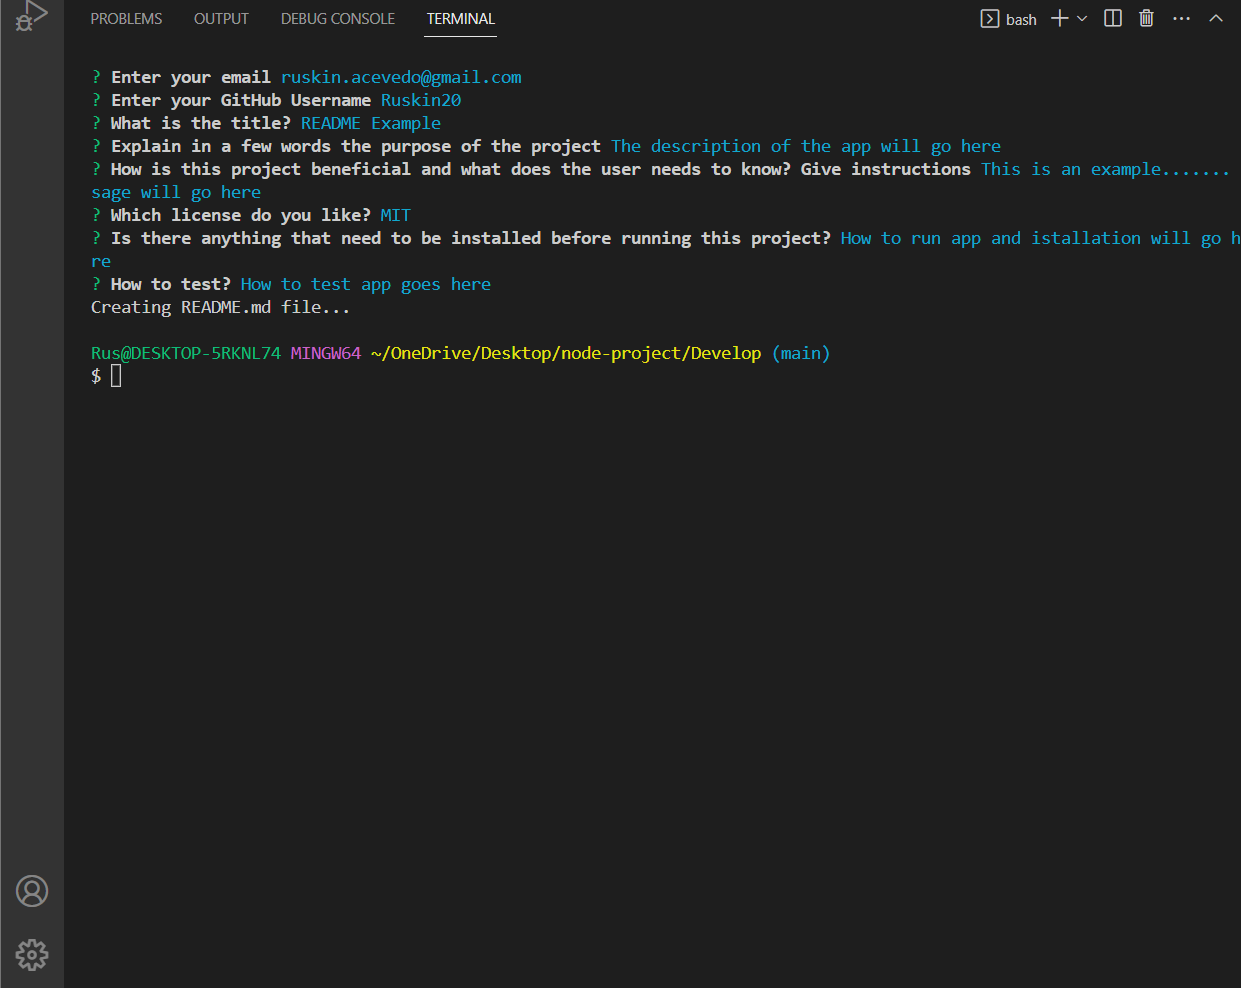 PROBLEMS OUTPUT DEBUG CONSOLE TERMINAL bash
? Enter your email ruskin.acevedo@gmail.com
? Enter your GitHub Username Ruskin20
? What is the title? README Example
? Explain in a few words the purpose of the project The description of the app will go here
? How is this project beneficial and what does the user needs to know? Give instructions This is an example.......
sage will go here
? Which license do you like? MIT
? Is there anything that need to be installed before running this project? How to run app and istallation will go h
re
? How to test? How to test app goes here
Creating README.md file...
Rus@DESKTOP-5RKNL74 MINGW64 ~/OneDrive/Desktop/node-project/Develop (main)
$